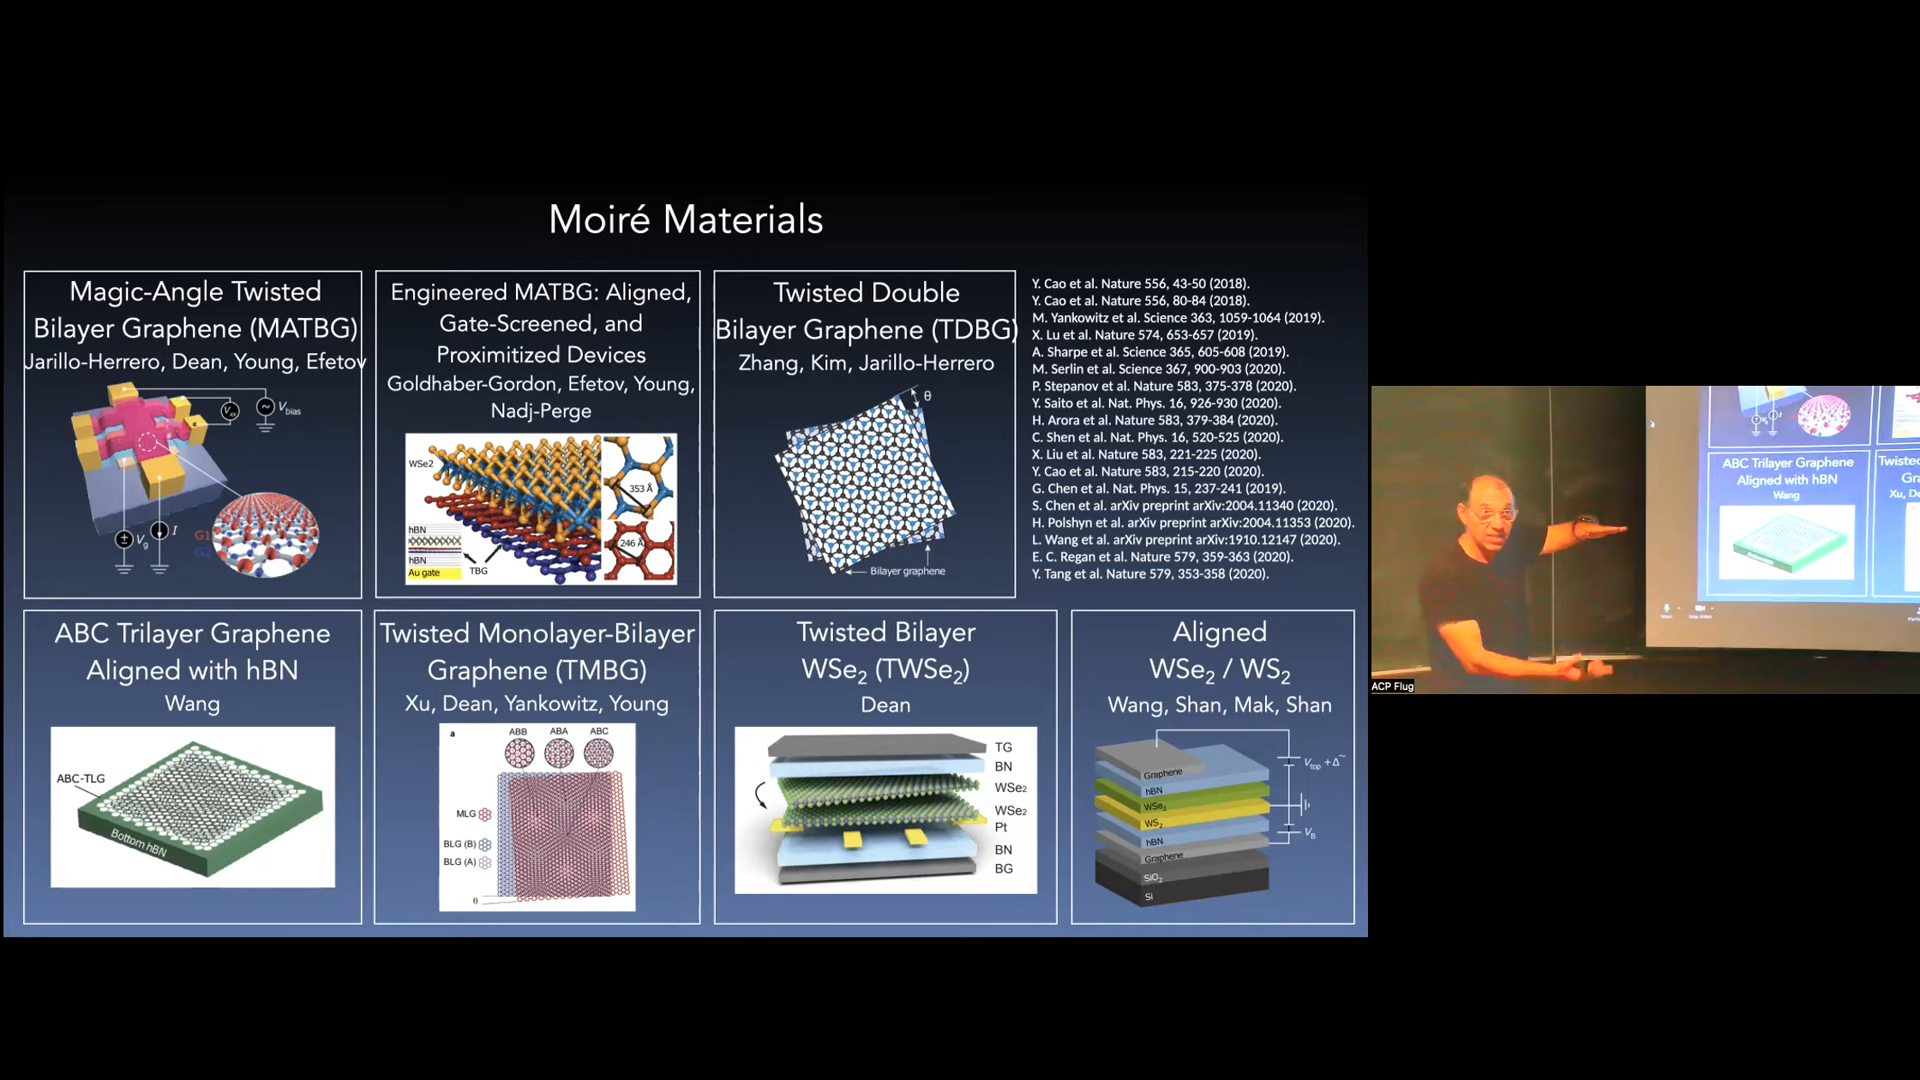 Moiré Materials
Magic-Angle Twisted
Bilayer Graphene (MATBG)
Jarillo-Herrero, Dean, Young, Efetov
Vxx
Vbias
Vg
I
G1
G2
Engineered MATBG: Aligned,
Gate-Screened, and
Proximitized Devices
Goldhaber-Gordon, Efetov, Young,
Nadj-Perge
WSe2
353 Å
246 Å
hBN
hBN
Au gate
TBG
Twisted Double
Bilayer Graphene (TDBG)
Zhang, Kim, Jarillo-Herrero
θ
Bilayer graphene
Y. Cao et al. Nature 556, 43-50 (2018).
Y. Cao et al. Nature 556, 80-84 (2018).
M. Yankowitz et al. Science 363, 1059-1064 (2019).
X. Lu et al. Nature 574, 653-657 (2019).
A. Sharpe et al. Science 365, 605-608 (2019).
M. Serlin et al. Science 367, 900-903 (2020).
P. Stepanov et al. Nature 583, 375-378 (2020).
Y. Saito et al. Nat. Phys. 16, 926-930 (2020).
H. Arora et al. Nature 583, 379-384 (2020).
C. Shen et al. Nat. Phys. 16, 520-525 (2020).
X. Liu et al. Nature 583, 221-225 (2020).
Y. Cao et al. Nature 583, 215-220 (2020).
G. Chen et al. Nat. Phys. 15, 237-241 (2019).
S. Chen et al. arXiv preprint arXiv:2004.11340 (2020).
H. Polshyn et al. arXiv preprint arXiv:2004.11353 (2020).
L. Wang et al. arXiv preprint arXiv:1910.12147 (2020).
E. C. Regan et al. Nature 579, 359-363 (2020).
Y. Tang et al. Nature 579, 353-358 (2020).
ABC Trilayer Graphene
Aligned with hBN
Wang
ABC-TLG
Bottom hBN
Twisted Monolayer-Bilayer
Graphene (TMBG)
Xu, Dean, Yankowitz, Young
a
ABB ABA ABC
MLG
BLG (B)
BLG (A)
θ
Twisted Bilayer
WSe₂ (TWSe₂)
Dean
TG
BN
WSe₂
WSe₂
Pt
BN
BG
Aligned
WSe₂ / WS₂
Wang, Shan, Mak, Shan
Graphene
hBN
WSe₂
WS₂
hBN
Graphene
SiO₂
Si
Vtop + Δ~
VB
ABC Trilayer Graphene
Aligned with hBN
Wang
ACP Flug